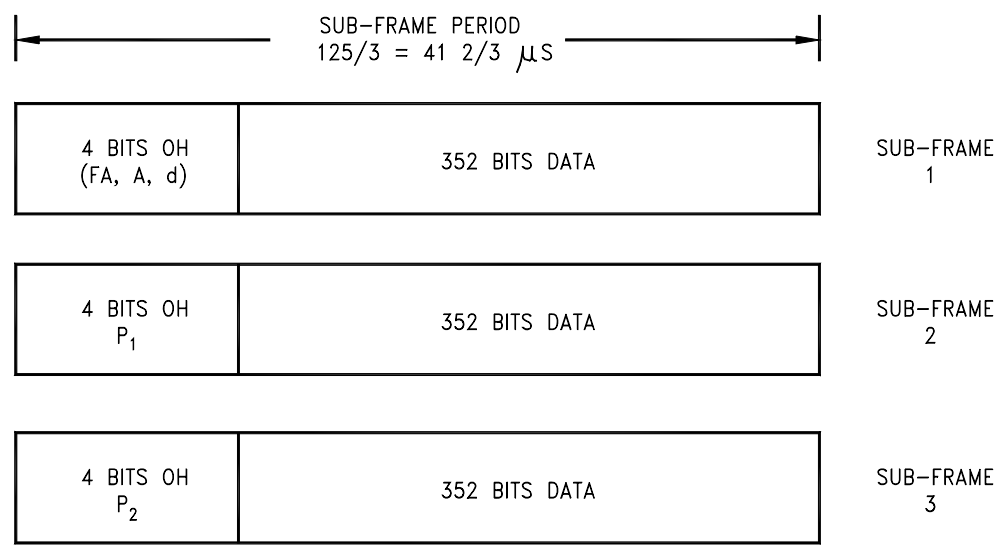 SUB-FRAME PERIOD
125/3 = 41 2/3 μS
4 BITS OH
(FA, A, d)
352 BITS DATA
SUB-FRAME
1
4 BITS OH
P1
352 BITS DATA
SUB-FRAME
2
4 BITS OH
P2
352 BITS DATA
SUB-FRAME
3